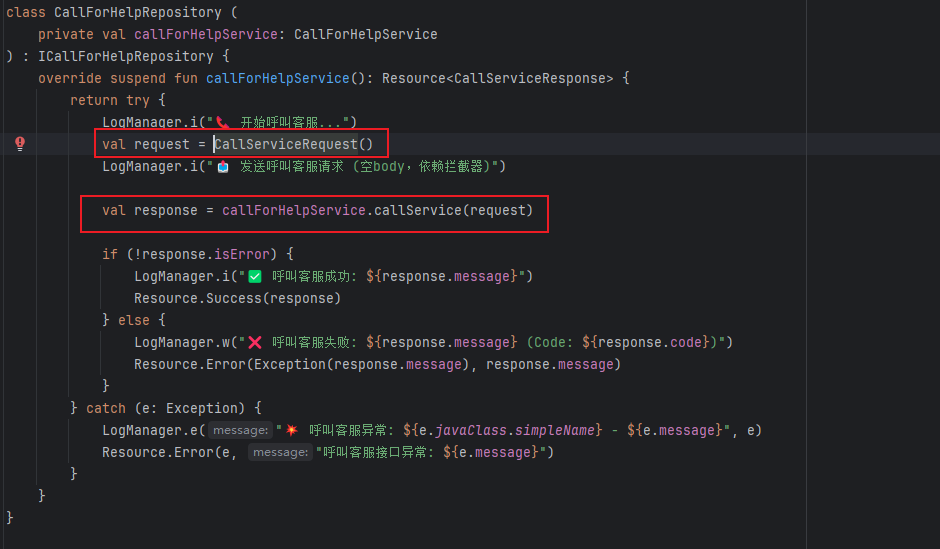 class CallForHelpRepository (
    private val callForHelpService: CallForHelpService
) : ICallForHelpRepository {
    override suspend fun callForHelpService(): Resource<CallServiceResponse> {
        return try {
            LogManager.i("📞 开始呼叫客服...")
            val request = CallServiceRequest()
            LogManager.i("📤 发送呼叫客服请求 (空body，依赖拦截器)")
            val response = callForHelpService.callService(request)
            if (!response.isError) {
                LogManager.i("✅ 呼叫客服成功: ${response.message}")
                Resource.Success(response)
            } else {
                LogManager.w("❌ 呼叫客服失败: ${response.message} (Code: ${response.code})")
                Resource.Error(Exception(response.message), response.message)
            }
        } catch (e: Exception) {
            LogManager.e( message: "💥 呼叫客服异常: ${e.javaClass.simpleName} - ${e.message}", e)
            Resource.Error(e, message: "呼叫客服接口异常: ${e.message}")
        }
    }
}